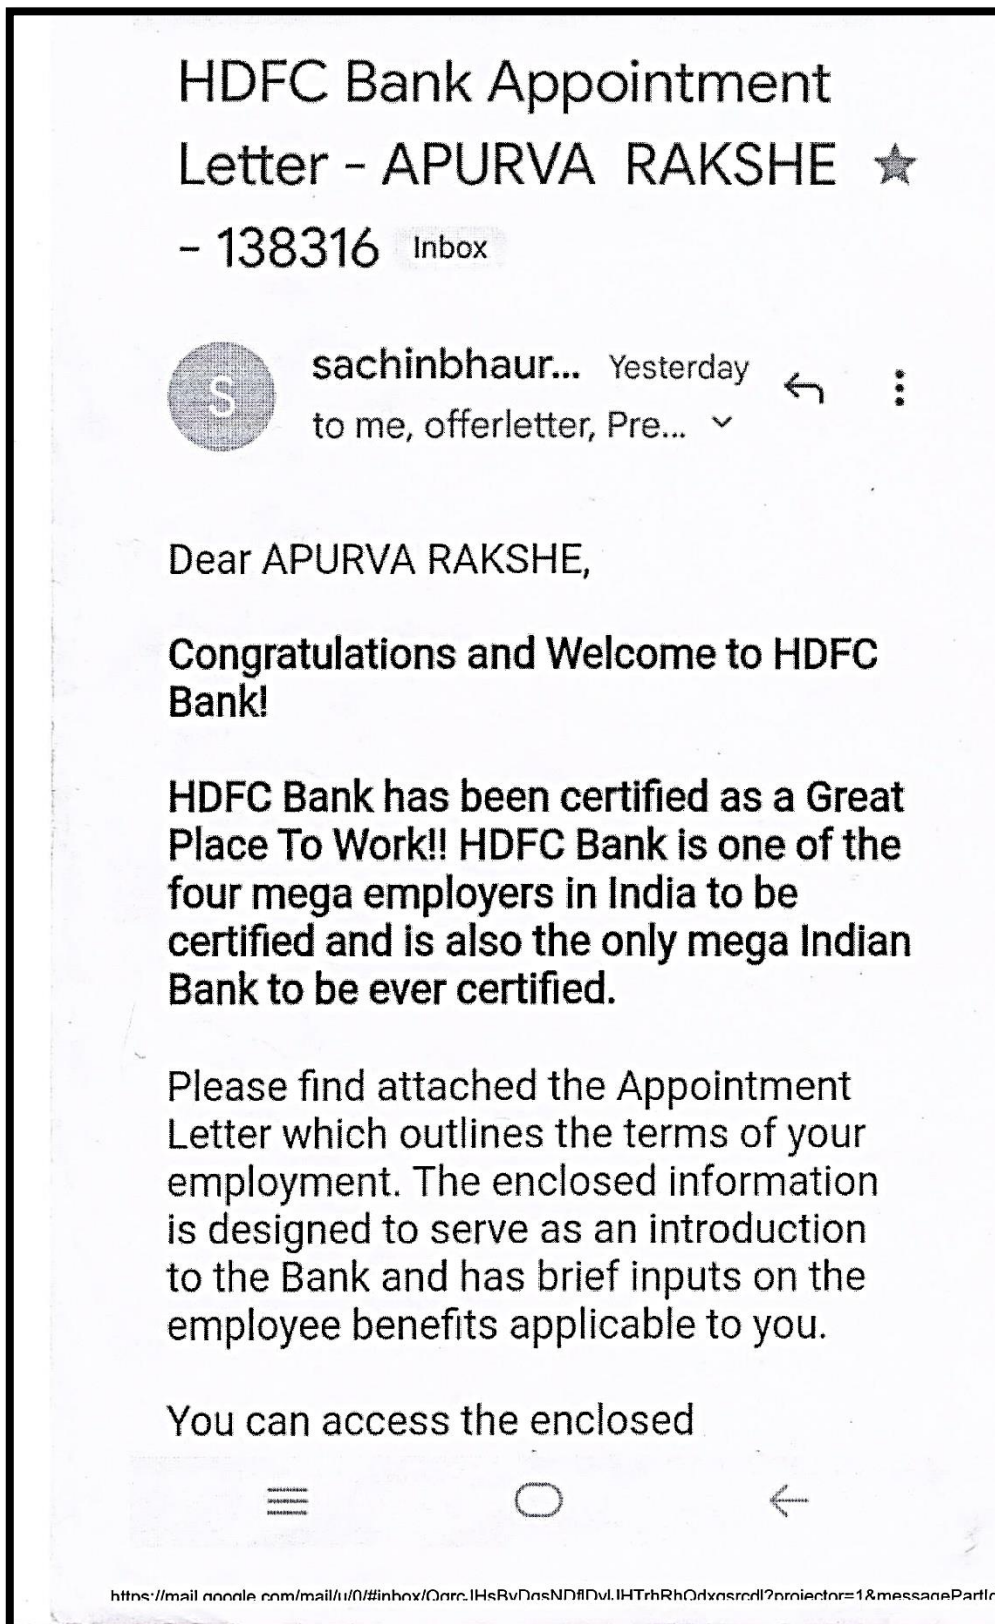 HDFC Bank Appointment
Letter - APURVA RAKSHE
- 138316 Inbox
S
sachinbhaur... Yesterday
to me, offerletter, Pre...
Dear APURVA RAKSHE,
Congratulations and Welcome to HDFC
Bank!
HDFC Bank has been certified as a Great
Place To Work!! HDFC Bank is one of the
four mega employers in India to be
certified and is also the only mega Indian
Bank to be ever certified.
Please find attached the Appointment
Letter which outlines the terms of your
employment. The enclosed information
is designed to serve as an introduction
to the Bank and has brief inputs on the
employee benefits applicable to you.
You can access the enclosed